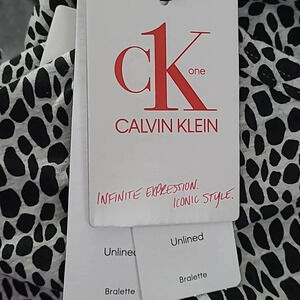 cK one
CALVIN KLEIN
INFINITE EXPRESSION.
ICONIC STYLE.
Unlined
Unlined
Bralette
Bralette